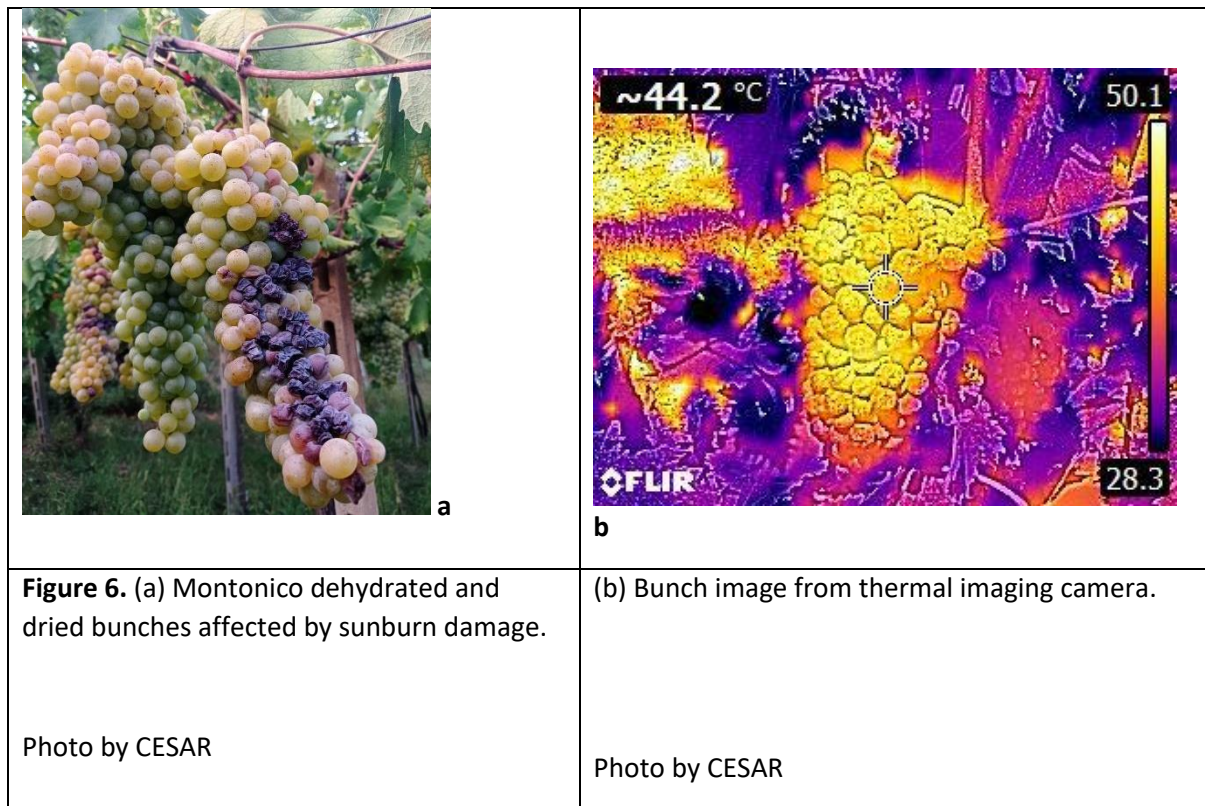 a
~44.2 °C
50.1
28.3
FLIR
b
Figure 6. (a) Montonico dehydrated and
dried bunches affected by sunburn damage.
Photo by CESAR
(b) Bunch image from thermal imaging camera.
Photo by CESAR